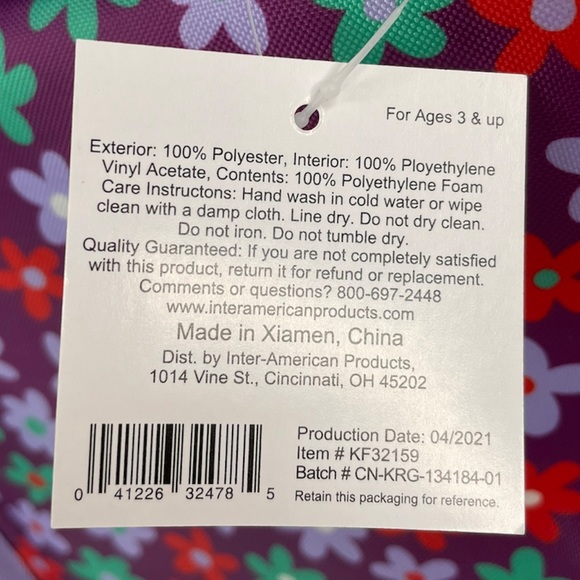 For Ages 3 & up
Exterior: 100% Polyester, Interior: 100% Ployethylene
Vinyl Acetate, Contents: 100% Polyethylene Foam
Care Instructons: Hand wash in cold water or wipe
clean with a damp cloth. Line dry. Do not dry clean.
Do not iron. Do not tumble dry.
Quality Guaranteed: If you are not completely satisfied
with this product, return it for refund or replacement.
Comments or questions? 800-697-2448
www.interamericanproducts.com
Made in Xiamen, China
Dist. by Inter-American Products,
1014 Vine St., Cincinnati, OH 45202
Production Date: 04/2021
Item # KF32159
Batch # CN-KRG-134184-01
Retain this packaging for reference.
0 41226 32478 5